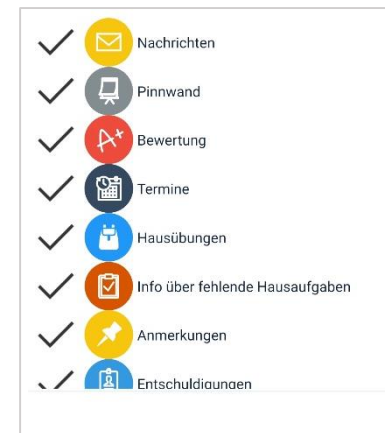 Nachrichten
Pinnwand
A+ Bewertung
Termine
Hausübungen
Info über fehlende Hausaufgaben
Anmerkungen
Entschuldigungen